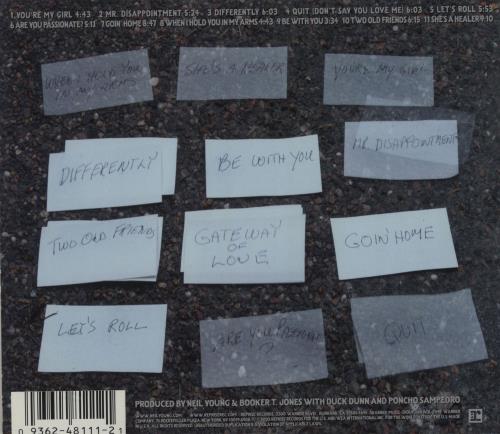 1 YOU'RE MY GIRL 4:43 2 MR. DISAPPOINTMENT 5:24 3 DIFFERENTLY 6:03 4 QUIT (DON'T SAY YOU LOVE ME) 6:03 5 LET'S ROLL 5:53
6 ARE YOU PASSIONATE? 5:11 7 GOIN' HOME 8:47 8 WHEN I HOLD YOU IN MY ARMS 4:43 9 BE WITH YOU 3:34 10 TWO OLD FRIENDS 6:15 11 SHE'S A HEALER 9:10
WHEN I HOLD YOU
IN MY ARMS
SHE'S A HEALER
YOU'RE MY GIRL
DIFFERENTLY
BE WITH YOU
MR. DISAPPOINTMENT
TWO OLD FRIENDS
GATEWAY
OF
LOVE
GOIN' HOME
LET'S ROLL
ARE YOU PASSIONATE
?
QUIT
PRODUCED BY NEIL YOUNG & BOOKER T. JONES WITH DUCK DUNN AND PONCHO SAMPEDRO
WWW.NEILYOUNG.COM
0 9362-48111-2